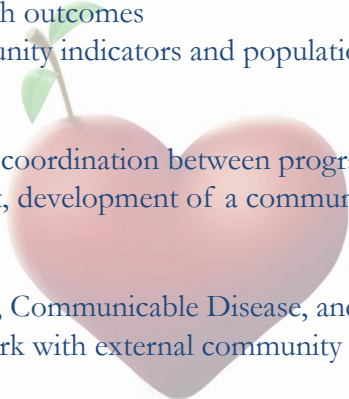 h outcomes
unity indicators and populatio
coordination between progr
t, development of a commun
, Communicable Disease, and
rk with external community